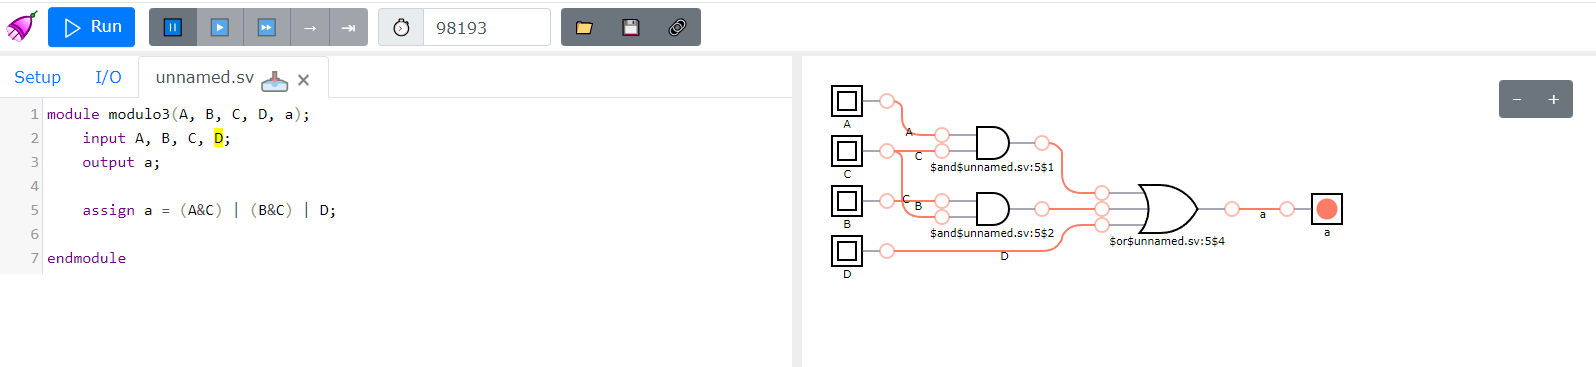 Run
98193
Setup I/O unnamed.sv
1 module modulo3(A, B, C, D, a);
2 input A, B, C, D;
3 output a;
4
5 assign a = (A&C) | (B&C) | D;
6
7 endmodule
A
A
C
$and$unnamed.sv:5$1
C
C
B
$and$unnamed.sv:5$2
B
D
D
$or$unnamed.sv:5$4
a
a
− +